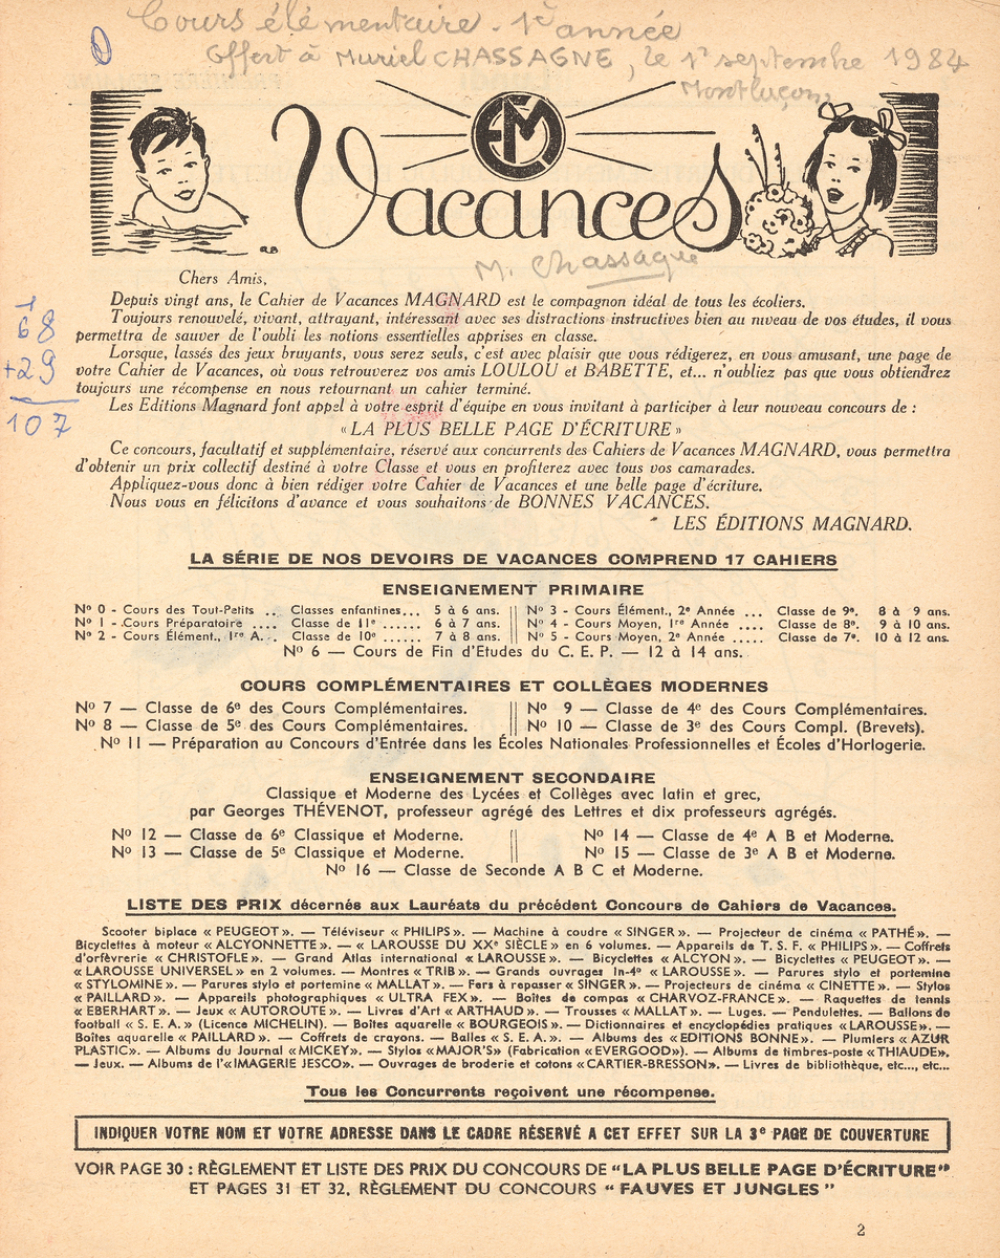 Cours élémentaire. 1e année
Offert à Muriel CHASSAGNE, le 1er septembre 1984
Montluçon
EM
Vacances
M. Chassagne
1
68
+29
107
Chers Amis,
Depuis vingt ans, le Cahier de Vacances MAGNARD est le compagnon idéal de tous les écoliers.
Toujours renouvelé, vivant, attrayant, intéressant avec ses distractions instructives bien au niveau de vos études, il vous
permettra de sauver de l'oubli les notions essentielles apprises en classe.
Lorsque, lassés des jeux bruyants, vous serez seuls, c'est avec plaisir que vous rédigerez, en vous amusant, une page de
votre Cahier de Vacances, où vous retrouverez vos amis LOULOU et BABETTE, et... n'oubliez pas que vous obtiendrez
toujours une récompense en nous retournant un cahier terminé.
Les Editions Magnard font appel à votre esprit d'équipe en vous invitant à participer à leur nouveau concours de :
« LA PLUS BELLE PAGE D'ÉCRITURE »
Ce concours, facultatif et supplémentaire, réservé aux concurrents des Cahiers de Vacances MAGNARD, vous permettra
d'obtenir un prix collectif destiné à votre Classe et vous en profiterez avec tous vos camarades.
Appliquez-vous donc à bien rédiger votre Cahier de Vacances et une belle page d'écriture.
Nous vous en félicitons d'avance et vous souhaitons de BONNES VACANCES.
LES ÉDITIONS MAGNARD.
LA SÉRIE DE NOS DEVOIRS DE VACANCES COMPREND 17 CAHIERS
ENSEIGNEMENT PRIMAIRE
Nº 0 - Cours des Tout-Petits .. Classes enfantines... 5 à 6 ans. || Nº 3 - Cours Élément., 2e Année ... Classe de 9e. 8 à 9 ans.
Nº 1 - Cours Préparatoire .... Classe de 11e ...... 6 à 7 ans. || Nº 4 - Cours Moyen, 1re Année .... Classe de 8e. 9 à 10 ans.
Nº 2 - Cours Élément., 1re A. . Classe de 10e ...... 7 à 8 ans. || Nº 5 - Cours Moyen, 2e Année ..... Classe de 7e. 10 à 12 ans.
Nº 6 — Cours de Fin d'Etudes du C. E. P. — 12 à 14 ans.
COURS COMPLÉMENTAIRES ET COLLÈGES MODERNES
Nº 7 — Classe de 6e des Cours Complémentaires. || Nº 9 — Classe de 4e des Cours Complémentaires.
Nº 8 — Classe de 5e des Cours Complémentaires. || Nº 10 — Classe de 3e des Cours Compl. (Brevets).
Nº 11 — Préparation au Concours d'Entrée dans les Écoles Nationales Professionnelles et Écoles d'Horlogerie.
ENSEIGNEMENT SECONDAIRE
Classique et Moderne des Lycées et Collèges avec latin et grec,
par Georges THÉVENOT, professeur agrégé des Lettres et dix professeurs agrégés.
Nº 12 — Classe de 6e Classique et Moderne. || Nº 14 — Classe de 4e A B et Moderne.
Nº 13 — Classe de 5e Classique et Moderne. || Nº 15 — Classe de 3e A B et Moderne.
Nº 16 — Classe de Seconde A B C et Moderne.
LISTE DES PRIX décernés aux Lauréats du précédent Concours de Cahiers de Vacances.
Scooter biplace « PEUGEOT ». — Téléviseur « PHILIPS ». — Machine à coudre « SINGER ». — Projecteur de cinéma « PATHÉ ». —
Bicyclettes à moteur « ALCYONNETTE ». — « LAROUSSE DU XXe SIÈCLE » en 6 volumes. — Appareils de T. S. F. « PHILIPS ». — Coffrets
d'orfèvrerie « CHRISTOFLE ». — Grand Atlas international « LAROUSSE ». — Bicyclettes « ALCYON ». — Bicyclettes « PEUGEOT ». —
« LAROUSSE UNIVERSEL » en 2 volumes. — Montres « TRIB ». — Grands ouvrages in-4º « LAROUSSE ». — Parures stylo et portemine
« STYLOMINE ». — Parures stylo et portemine « MALLAT ». — Fers à repasser « SINGER ». — Projecteurs de cinéma « CINETTE ». — Stylos
« PAILLARD ». — Appareils photographiques « ULTRA FEX ». — Boîtes de compas « CHARVOZ-FRANCE ». — Raquettes de tennis
« EBERHART ». — Jeux « AUTOROUTE ». — Livres d'Art « ARTHAUD ». — Trousses « MALLAT ». — Luges. — Pendulettes. — Ballons de
football « S. E. A. » (Licence MICHELIN). — Boîtes aquarelle « BOURGEOIS ». — Dictionnaires et encyclopédies pratiques « LAROUSSE ». —
Boîtes aquarelle « PAILLARD ». — Coffrets de crayons. — Balles « S. E. A. ». — Albums des « EDITIONS BONNE ». — Plumiers « AZUR
PLASTIC ». — Albums du Journal « MICKEY ». — Stylos « MAJOR'S » (Fabrication « EVERGOOD »). — Albums de timbres-poste « THIAUDE ».
— Jeux. — Albums de l'« IMAGERIE JESCO ». — Ouvrages de broderie et cotons « CARTIER-BRESSON ». — Livres de bibliothèque, etc..., etc...
Tous les Concurrents reçoivent une récompense.
INDIQUER VOTRE NOM ET VOTRE ADRESSE DANS LE CADRE RÉSERVÉ A CET EFFET SUR LA 3e PAGE DE COUVERTURE
VOIR PAGE 30 : RÈGLEMENT ET LISTE DES PRIX DU CONCOURS DE "LA PLUS BELLE PAGE D'ÉCRITURE"
ET PAGES 31 ET 32, RÈGLEMENT DU CONCOURS " FAUVES ET JUNGLES "
2